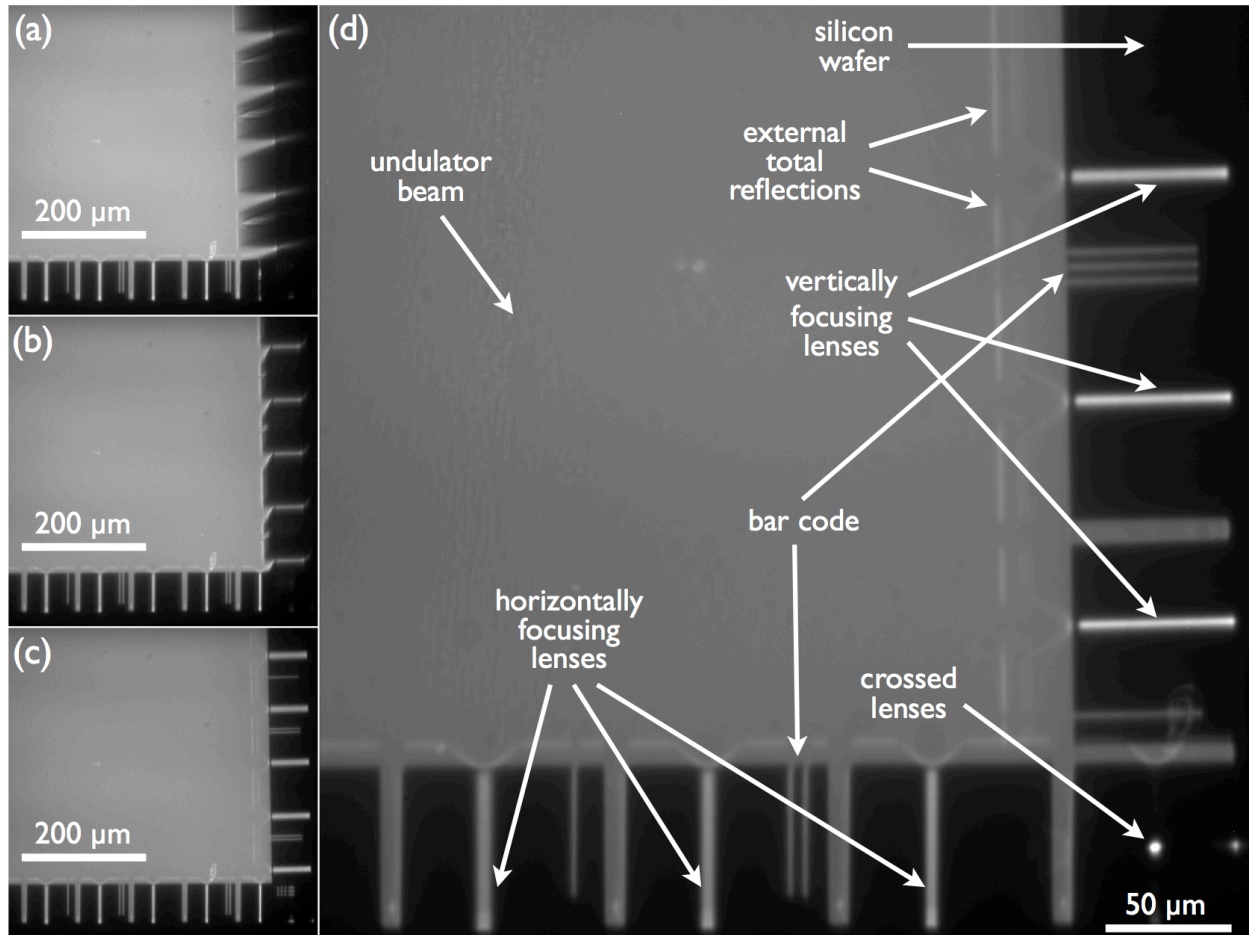 (a)
200 µm
(b)
200 µm
(c)
200 µm
(d)
silicon
wafer
external
total
reflections
undulator
beam
vertically
focusing
lenses
bar code
horizontally
focusing
lenses
crossed
lenses
50 µm